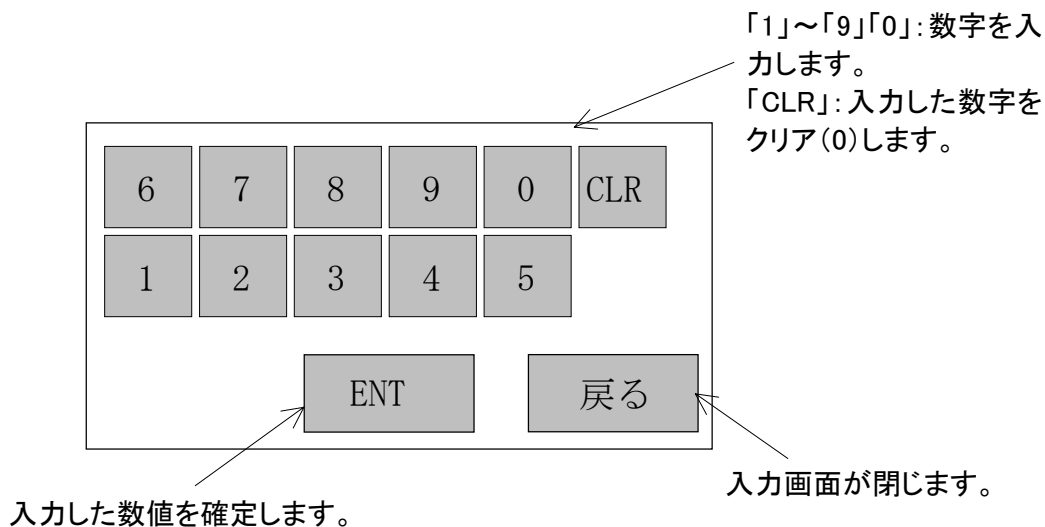 「1」～「9」「0」：数字を入
力します。
「CLR」：入力した数字を
クリア（0）します。
6 7 8 9 0 CLR
1 2 3 4 5
ENT 戻る
入力画面が閉じます。
入力した数値を確定します。